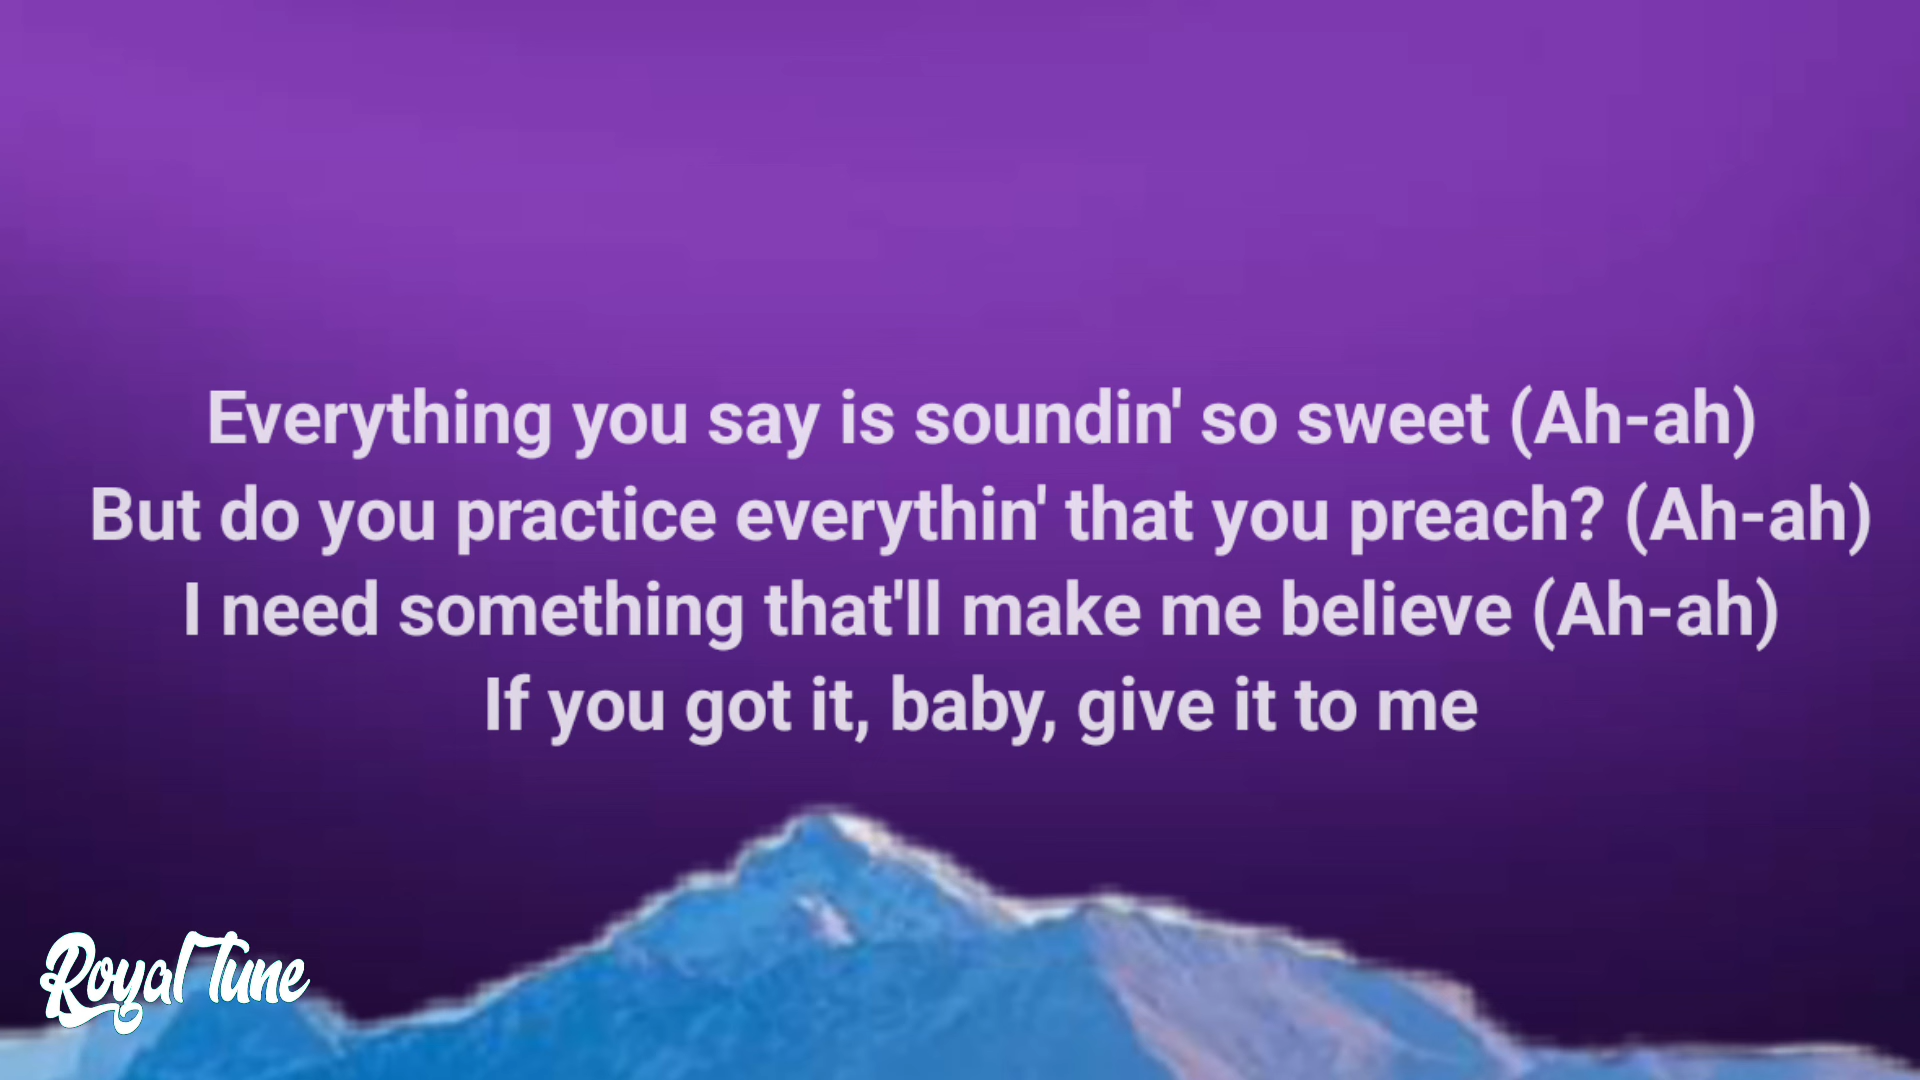 Everything you say is soundin' so sweet (Ah-ah)
But do you practice everythin' that you preach? (Ah-ah)
I need something that'll make me believe (Ah-ah)
If you got it, baby, give it to me
Royal Tune